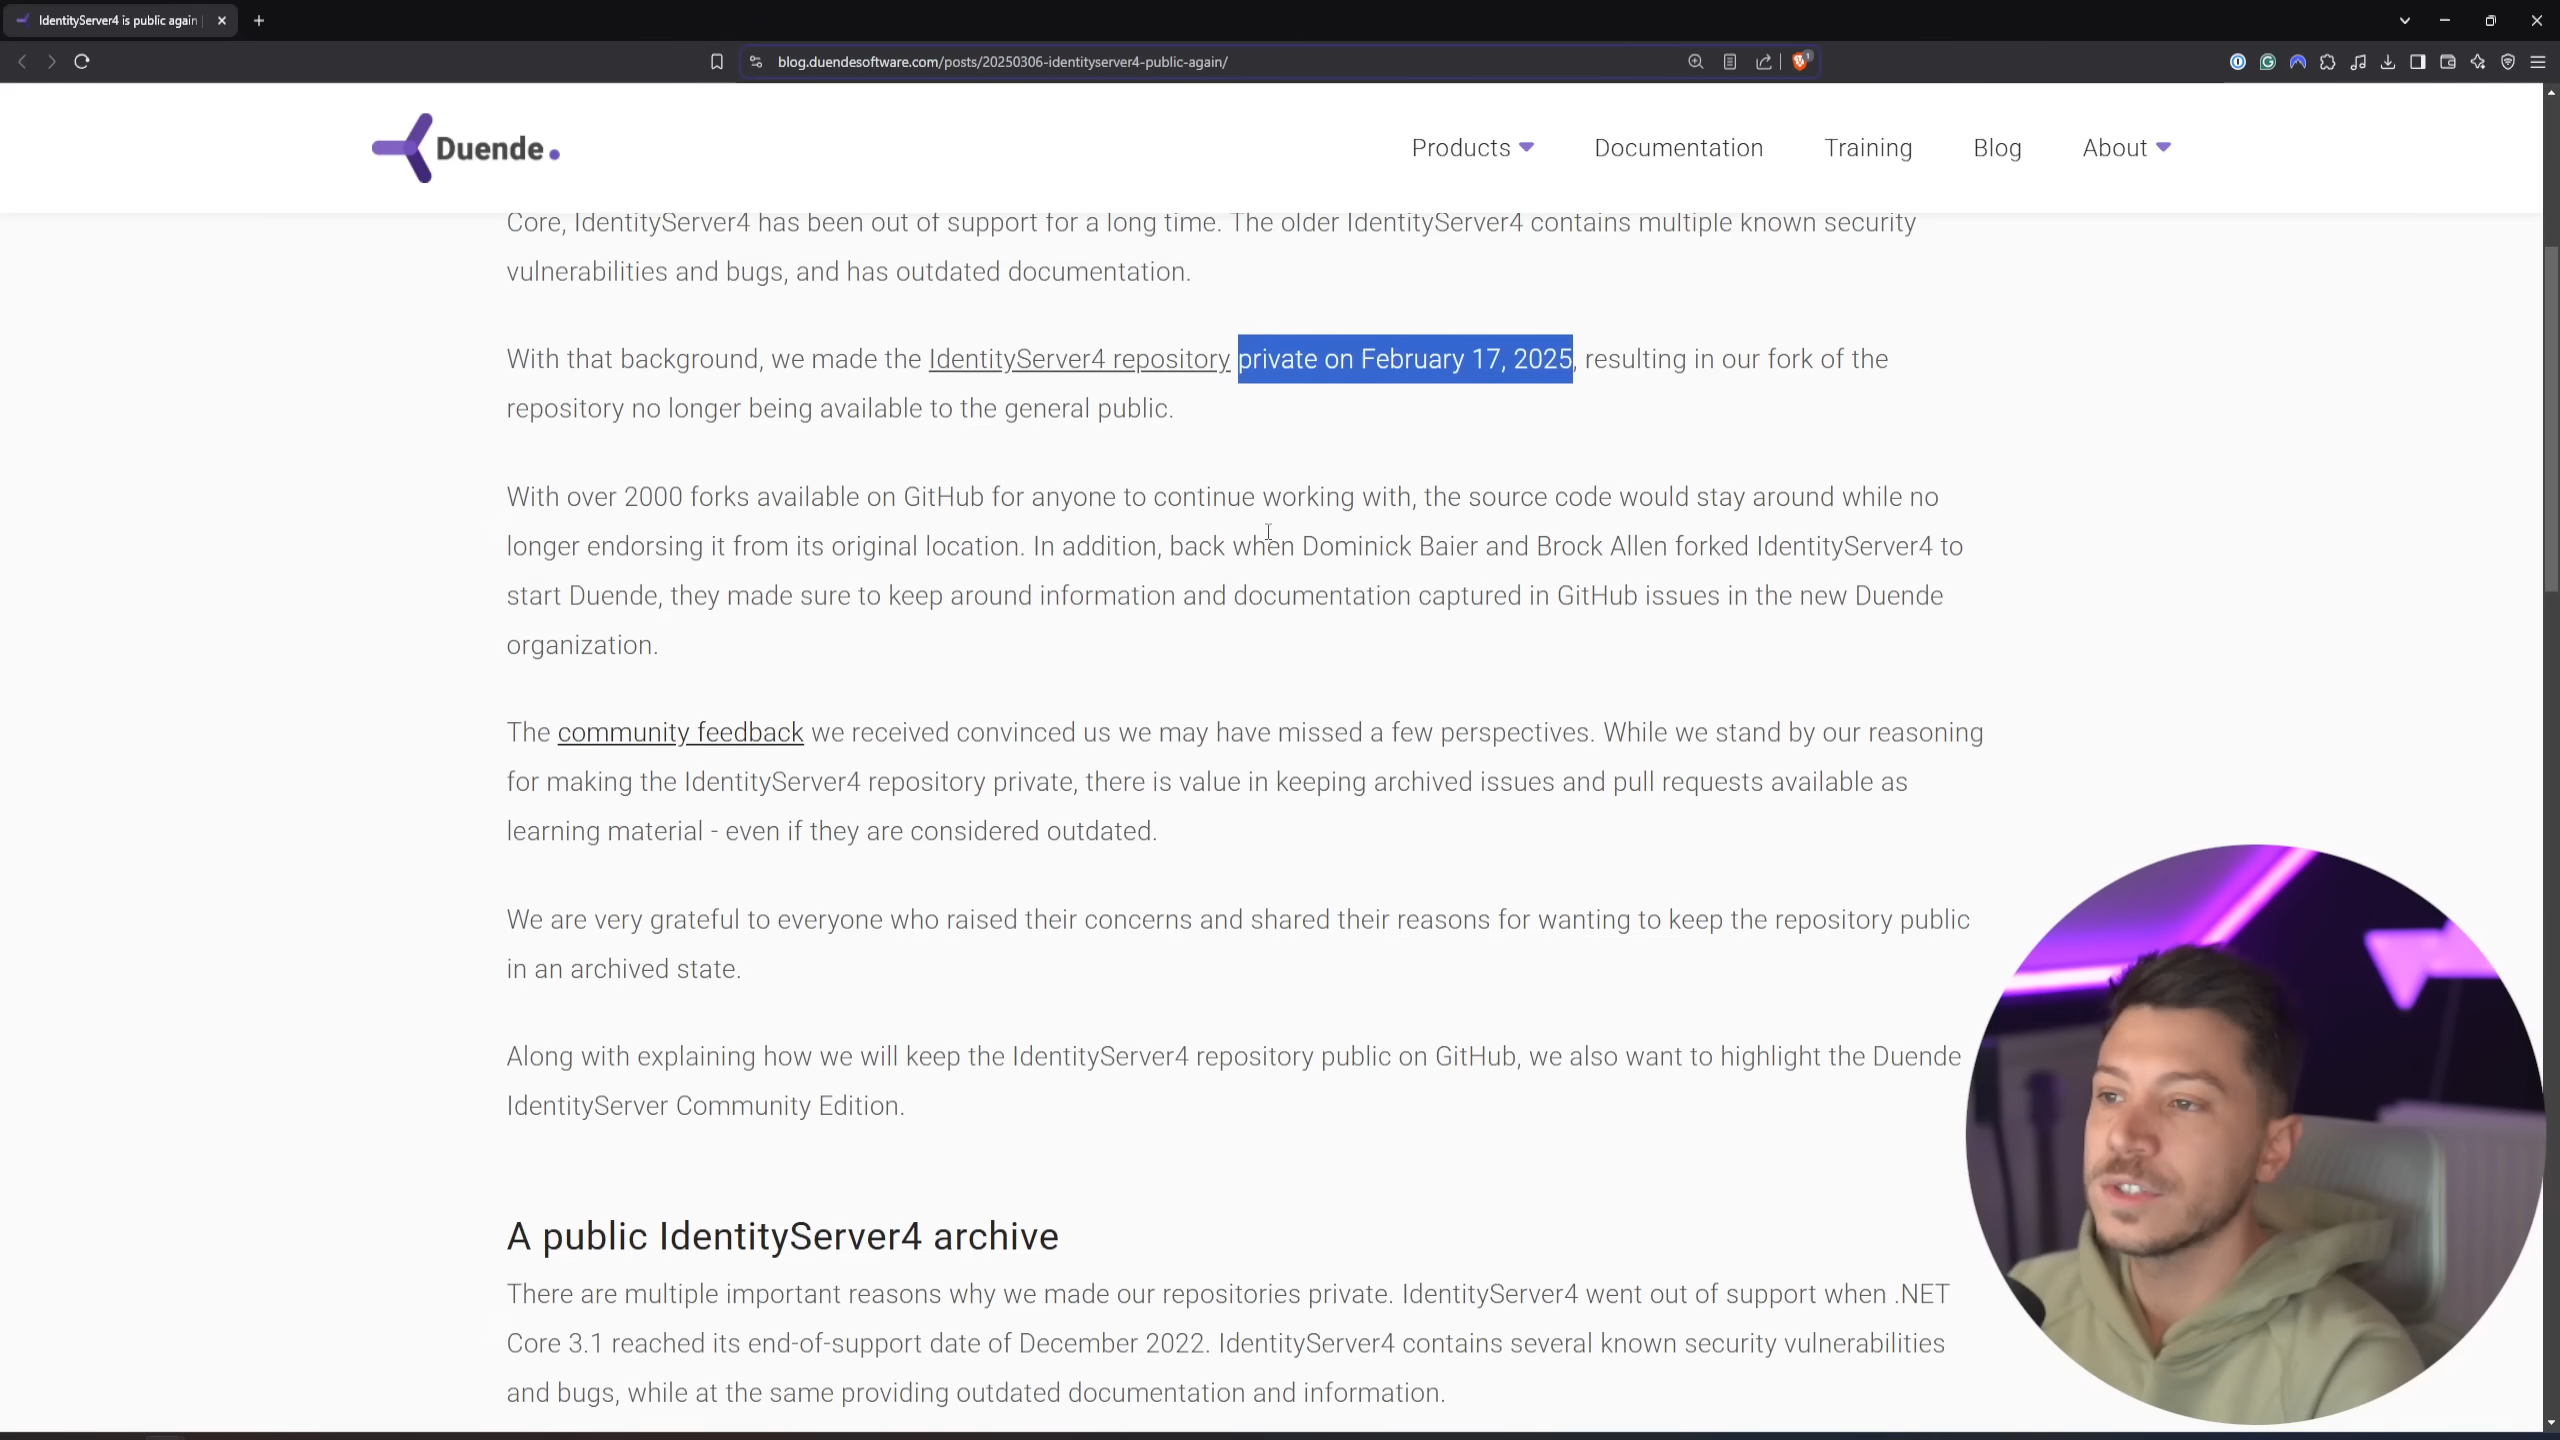 IdentityServer4 is public again
blog.duendesoftware.com/posts/20250306-identityserver4-public-again/
1
Duende
Products
Documentation
Training
Blog
About
Core, IdentityServer4 has been out of support for a long time. The older IdentityServer4 contains multiple known security
vulnerabilities and bugs, and has outdated documentation.
With that background, we made the IdentityServer4 repository private on February 17, 2025, resulting in our fork of the
repository no longer being available to the general public.
With over 2000 forks available on GitHub for anyone to continue working with, the source code would stay around while no
longer endorsing it from its original location. In addition, back when Dominick Baier and Brock Allen forked IdentityServer4 to
start Duende, they made sure to keep around information and documentation captured in GitHub issues in the new Duende
organization.
The community feedback we received convinced us we may have missed a few perspectives. While we stand by our reasoning
for making the IdentityServer4 repository private, there is value in keeping archived issues and pull requests available as
learning material - even if they are considered outdated.
We are very grateful to everyone who raised their concerns and shared their reasons for wanting to keep the repository public
in an archived state.
Along with explaining how we will keep the IdentityServer4 repository public on GitHub, we also want to highlight the Duende
IdentityServer Community Edition.
A public IdentityServer4 archive
There are multiple important reasons why we made our repositories private. IdentityServer4 went out of support when .NET
Core 3.1 reached its end-of-support date of December 2022. IdentityServer4 contains several known security vulnerabilities
and bugs, while at the same providing outdated documentation and information.